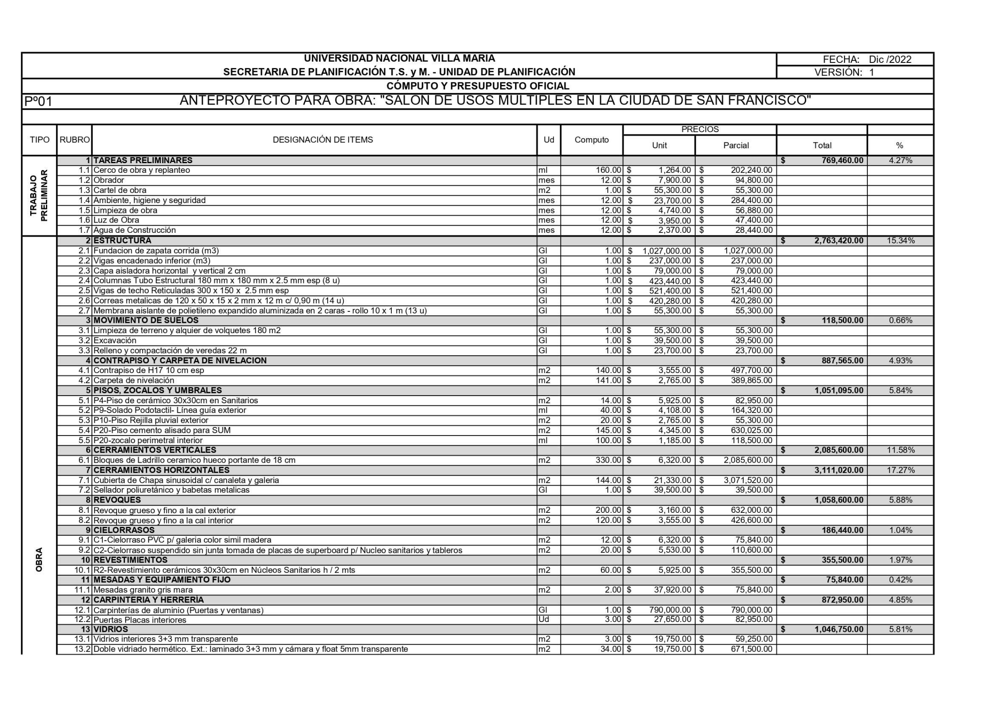 UNIVERSIDAD NACIONAL VILLA MARIA
SECRETARIA DE PLANIFICACIÓN T.S. y M. - UNIDAD DE PLANIFICACIÓN
FECHA: Dic /2022
VERSIÓN: 1
CÓMPUTO Y PRESUPUESTO OFICIAL
Pº01 ANTEPROYECTO PARA OBRA: "SALON DE USOS MULTIPLES EN LA CIUDAD DE SAN FRANCISCO"
TIPO RUBRO DESIGNACIÓN DE ITEMS Ud Computo PRECIOS
Unit Parcial Total %
TRABAJO PRELIMINAR
1 TAREAS PRELIMINARES $ 769,460.00 4.27%
1.1 Cerco de obra y replanteo ml 160.00 $ 1,264.00 $ 202,240.00
1.2 Obrador mes 12.00 $ 7,900.00 $ 94,800.00
1.3 Cartel de obra m2 1.00 $ 55,300.00 $ 55,300.00
1.4 Ambiente, higiene y seguridad mes 12.00 $ 23,700.00 $ 284,400.00
1.5 Limpieza de obra mes 12.00 $ 4,740.00 $ 56,880.00
1.6 Luz de Obra mes 12.00 $ 3,950.00 $ 47,400.00
1.7 Agua de Construcción mes 12.00 $ 2,370.00 $ 28,440.00
OBRA
2 ESTRUCTURA $ 2,763,420.00 15.34%
2.1 Fundacion de zapata corrida (m3) Gl 1.00 $ 1,027,000.00 $ 1,027,000.00
2.2 Vigas encadenado inferior (m3) Gl 1.00 $ 237,000.00 $ 237,000.00
2.3 Capa aisladora horizontal y vertical 2 cm Gl 1.00 $ 79,000.00 $ 79,000.00
2.4 Columnas Tubo Estructural 180 mm x 180 mm x 2.5 mm esp (8 u) Gl 1.00 $ 423,440.00 $ 423,440.00
2.5 Vigas de techo Reticuladas 300 x 150 x 2.5 mm esp Gl 1.00 $ 521,400.00 $ 521,400.00
2.6 Correas metalicas de 120 x 50 x 15 x 2 mm x 12 m c/ 0,90 m (14 u) Gl 1.00 $ 420,280.00 $ 420,280.00
2.7 Membrana aislante de polietileno expandido aluminizada en 2 caras - rollo 10 x 1 m (13 u) Gl 1.00 $ 55,300.00 $ 55,300.00
3 MOVIMIENTO DE SUELOS $ 118,500.00 0.66%
3.1 Limpieza de terreno y alquier de volquetes 180 m2 Gl 1.00 $ 55,300.00 $ 55,300.00
3.2 Excavación Gl 1.00 $ 39,500.00 $ 39,500.00
3.3 Relleno y compactación de veredas 22 m Gl 1.00 $ 23,700.00 $ 23,700.00
4 CONTRAPISO Y CARPETA DE NIVELACION $ 887,565.00 4.93%
4.1 Contrapiso de H17 10 cm esp m2 140.00 $ 3,555.00 $ 497,700.00
4.2 Carpeta de nivelación m2 141.00 $ 2,765.00 $ 389,865.00
5 PISOS, ZOCALOS Y UMBRALES $ 1,051,095.00 5.84%
5.1 P4-Piso de cerámico 30x30cm en Sanitarios m2 14.00 $ 5,925.00 $ 82,950.00
5.2 P9-Solado Podotactil- Línea guía exterior ml 40.00 $ 4,108.00 $ 164,320.00
5.3 P10-Piso Rejilla pluvial exterior m2 20.00 $ 2,765.00 $ 55,300.00
5.4 P20-Piso cemento alisado para SUM m2 145.00 $ 4,345.00 $ 630,025.00
5.5 P20-zocalo perimetral interior ml 100.00 $ 1,185.00 $ 118,500.00
6 CERRAMIENTOS VERTICALES $ 2,085,600.00 11.58%
6.1 Bloques de Ladrillo ceramico hueco portante de 18 cm m2 330.00 $ 6,320.00 $ 2,085,600.00
7 CERRAMIENTOS HORIZONTALES $ 3,111,020.00 17.27%
7.1 Cubierta de Chapa sinusoidal c/ canaleta y galeria m2 144.00 $ 21,330.00 $ 3,071,520.00
7.2 Sellador poliuretánico y babetas metalicas Gl 1.00 $ 39,500.00 $ 39,500.00
8 REVOQUES $ 1,058,600.00 5.88%
8.1 Revoque grueso y fino a la cal exterior m2 200.00 $ 3,160.00 $ 632,000.00
8.2 Revoque grueso y fino a la cal interior m2 120.00 $ 3,555.00 $ 426,600.00
9 CIELORRASOS $ 186,440.00 1.04%
9.1 C1-Cielorraso PVC p/ galeria color simil madera m2 12.00 $ 6,320.00 $ 75,840.00
9.2 C2-Cielorraso suspendido sin junta tomada de placas de superboard p/ Nucleo sanitarios y tableros m2 20.00 $ 5,530.00 $ 110,600.00
10 REVESTIMIENTOS $ 355,500.00 1.97%
10.1 R2-Revestimiento cerámicos 30x30cm en Núcleos Sanitarios h / 2 mts m2 60.00 $ 5,925.00 $ 355,500.00
11 MESADAS Y EQUIPAMIENTO FIJO $ 75,840.00 0.42%
11.1 Mesadas granito gris mara m2 2.00 $ 37,920.00 $ 75,840.00
12 CARPINTERIA Y HERRERÍA $ 872,950.00 4.85%
12.1 Carpinterías de aluminio (Puertas y ventanas) Gl 1.00 $ 790,000.00 $ 790,000.00
12.2 Puertas Placas interiores Ud 3.00 $ 27,650.00 $ 82,950.00
13 VIDRIOS $ 1,046,750.00 5.81%
13.1 Vidrios interiores 3+3 mm transparente m2 3.00 $ 19,750.00 $ 59,250.00
13.2 Doble vidriado hermético. Ext.: laminado 3+3 mm y cámara y float 5mm transparente m2 34.00 $ 19,750.00 $ 671,500.00